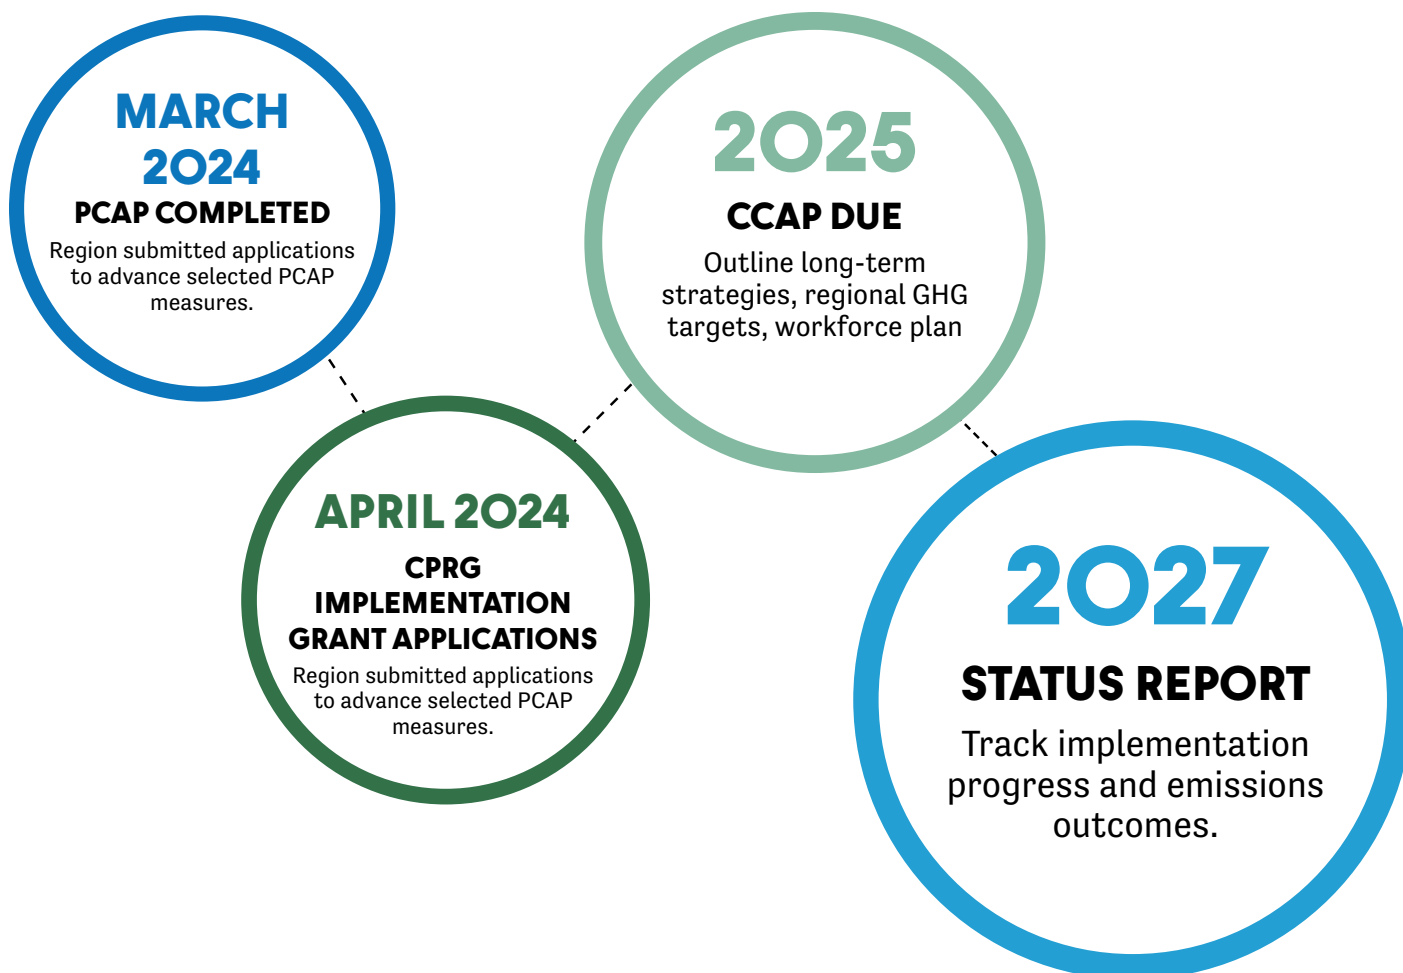 MARCH
2024
PCAP COMPLETED
Region submitted applications
to advance selected PCAP
measures.
APRIL 2024
CPRG
IMPLEMENTATION
GRANT APPLICATIONS
Region submitted applications
to advance selected PCAP
measures.
2025
CCAP DUE
Outline long-term
strategies, regional GHG
targets, workforce plan
2027
STATUS REPORT
Track implementation
progress and emissions
outcomes.